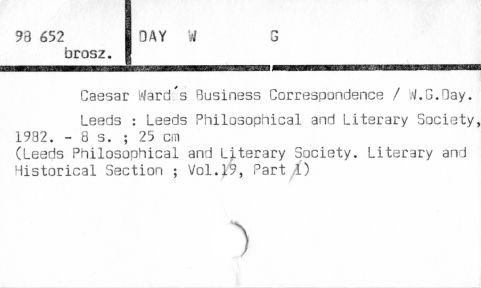 98 652 DAY W G
brosz.
Caesar Ward's Business Correspondence / W.G.Day.
Leeds : Leeds Philosophical and Literary Society,
1982. - 8 s. ; 25 cm
(Leeds Philosophical and Literary Society. Literary and
Historical Section ; Vol.19, Part 1)